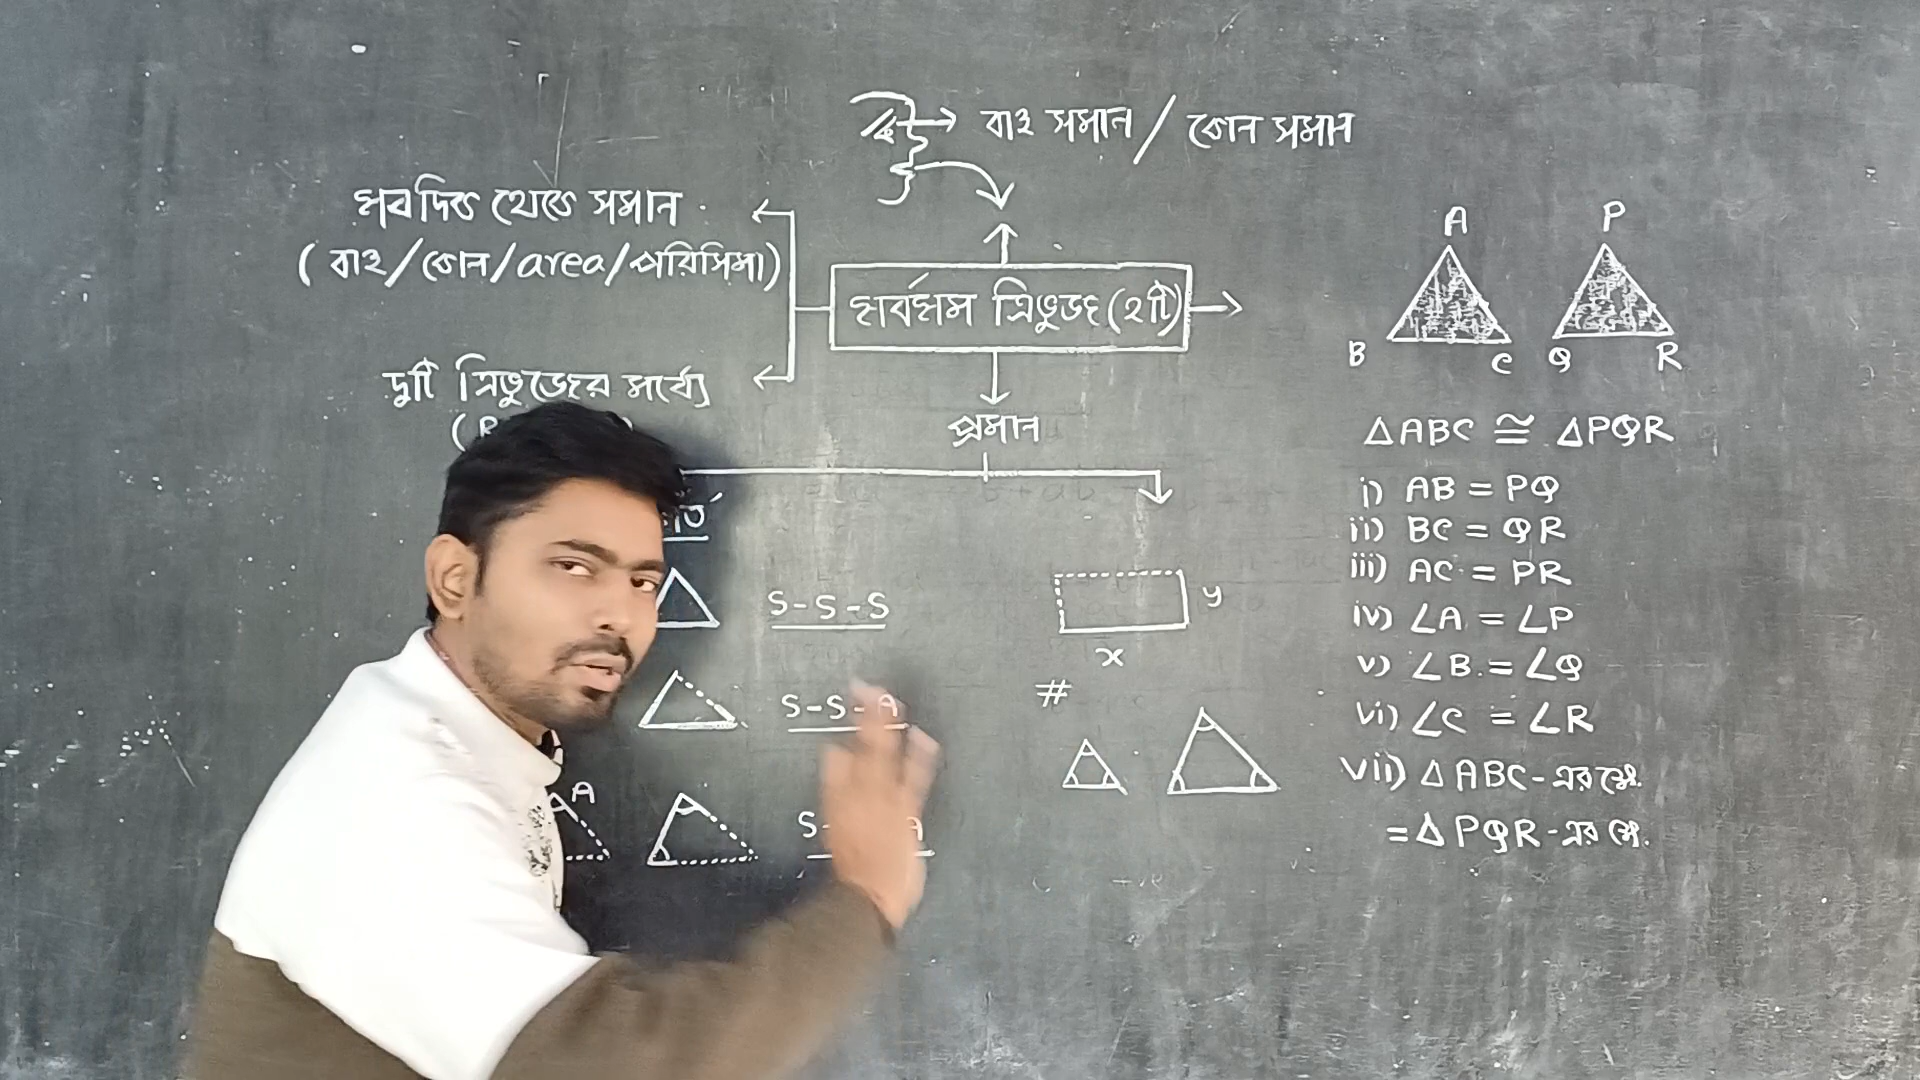 বাহু সমান / কোন সমান
সবদিক থেকে সমান
(বাহু/কোন/area/পরিসিমা)
সর্বসম ত্রিভুজ (২টি)
দুটি ত্রিভুজের মধ্যে
প্রমান
S-S-S
S-S-A
A
y
x
#
A P
B C Q R
△ABC ≅ △PQR
i) AB = PQ
ii) BC = QR
iii) AC = PR
iv) ∠A = ∠P
v) ∠B = ∠Q
vi) ∠C = ∠R
vii) △ABC-এর ক্ষে.
= △PQR-এর ক্ষে.